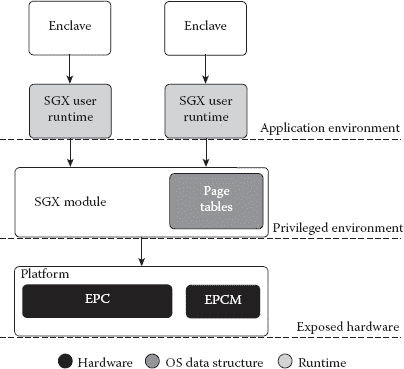 Enclave
Enclave
SGX user
runtime
SGX user
runtime
Application environment
SGX module
Page
tables
Privileged environment
Platform
EPC
EPCM
Exposed hardware
Hardware
OS data structure
Runtime